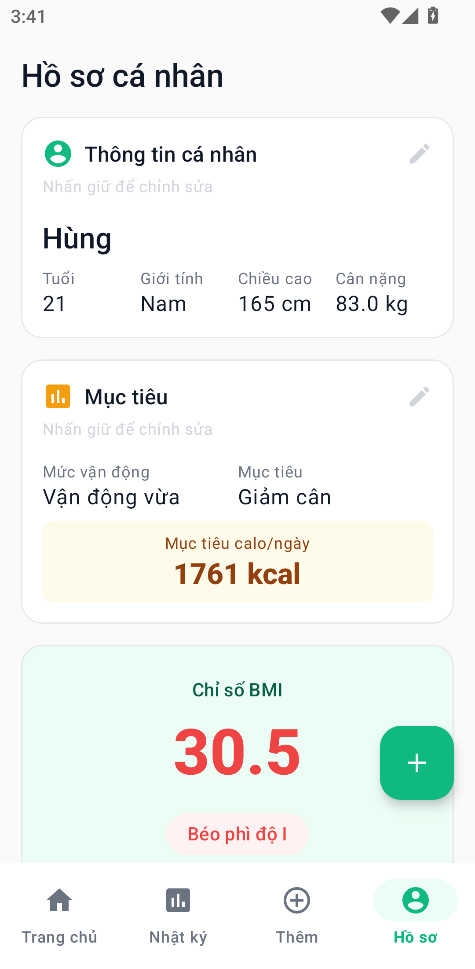 3:41
Hồ sơ cá nhân
Thông tin cá nhân
Nhấn giữ để chỉnh sửa
Hùng
Tuổi Giới tính Chiều cao Cân nặng
21 Nam 165 cm 83.0 kg
Mục tiêu
Nhấn giữ để chỉnh sửa
Mức vận động Mục tiêu
Vận động vừa Giảm cân
Mục tiêu calo/ngày
1761 kcal
Chỉ số BMI
30.5
Béo phì độ I
Trang chủ Nhật ký Thêm Hồ sơ